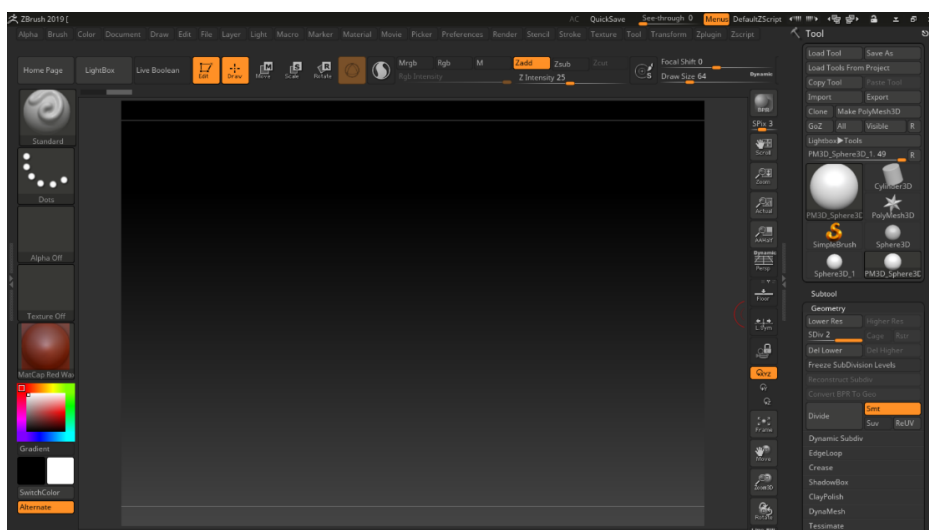 ZBrush 2019 [
AC QuickSave See-through 0 Menus DefaultZScript
Alpha Brush Color Document Draw Edit File Layer Light Macro Marker Material Movie Picker Preferences Render Stencil Stroke Texture Tool Transform Zplugin Zscript
Home Page
LightBox
Live Boolean
Edit
Draw
Move
Scale
Rotate
Mrgb Rgb M
Rgb Intensity
Zadd Zsub Zcut
Z Intensity 25
Focal Shift 0
Draw Size 64
Dynamic
Standard
Dots
Alpha Off
Texture Off
MatCap Red Wax
Gradient
SwitchColor
Alternate
BPR
SPix 3
Scroll
Zoom
Actual
AAHalf
Dynamic
Persp
Floor
L.Sym
Qxyz
Frame
Move
Zoom3D
Rotate
Tool
Load Tool Save As
Load Tools From Project
Copy Tool Paste Tool
Import Export
Clone Make PolyMesh3D
GoZ All Visible R
Lightbox▶Tools
PM3D_Sphere3D_1. 49 R
PM3D_Sphere3D
Cylinder3D
PolyMesh3D
SimpleBrush
Sphere3D
Sphere3D_1
PM3D_Sphere3D
Subtool
Geometry
Lower Res Higher Res
SDiv 2 Cage Rstr
Del Lower Del Higher
Freeze SubDivision Levels
Reconstruct Subdiv
Convert BPR To Geo
Divide
Smt
Suv ReUV
Dynamic Subdiv
EdgeLoop
Crease
ShadowBox
ClayPolish
DynaMesh
Tessimate